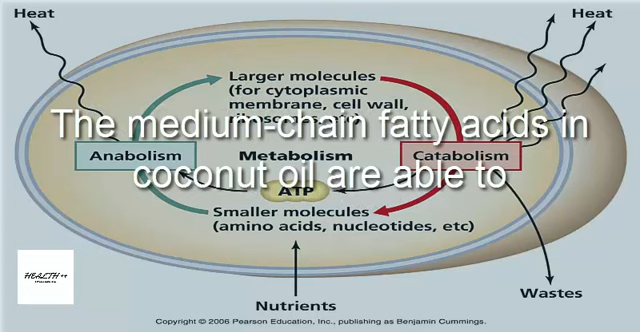 Heat
Heat
Larger molecules
(for cytoplasmic
membrane, cell wall,
The medium-chain fatty acids in
Anabolism
Metabolism
Catabolism
coconut oil are able to
ATP
Smaller molecules
(amino acids, nucleotides, etc)
HEALTH ++
Wastes
Nutrients
Copyright © 2006 Pearson Education, Inc., publishing as Benjamin Cummings.